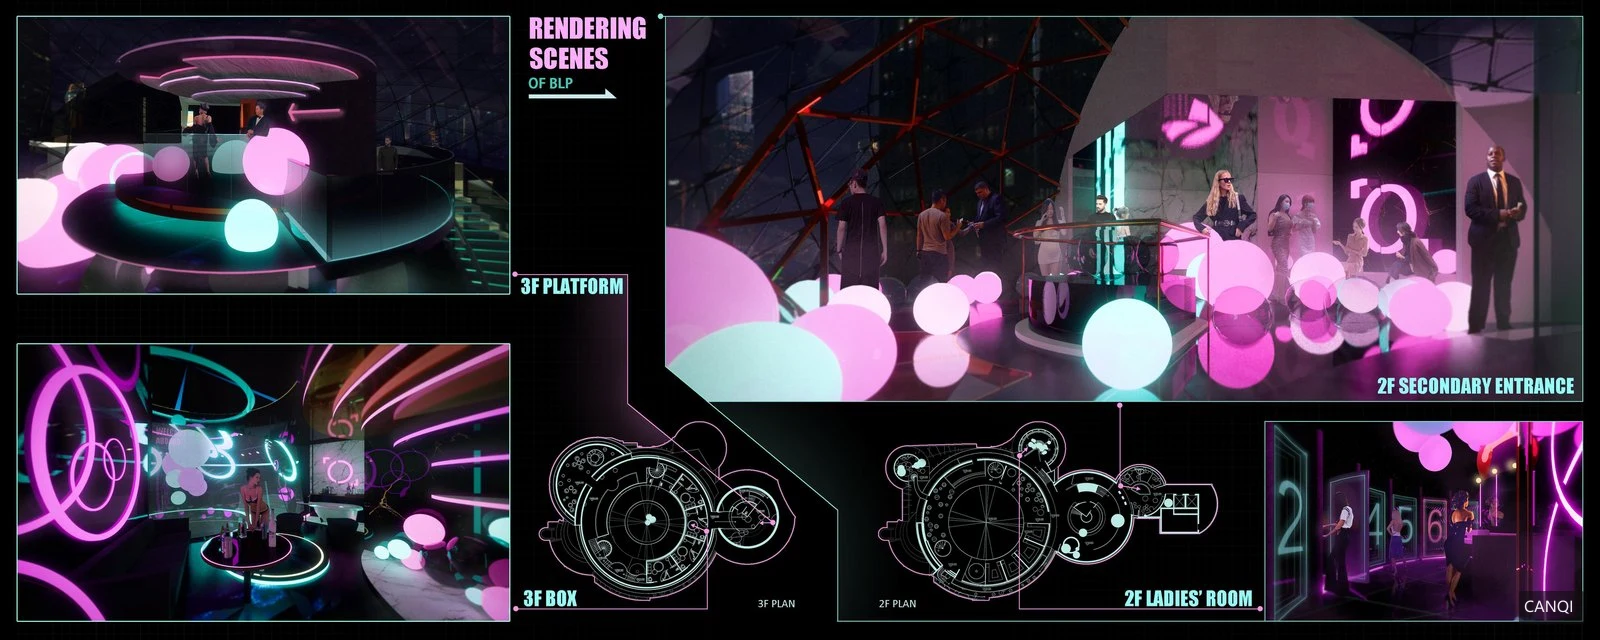 RENDERING
SCENES
OF BLP
3F PLATFORM
2F SECONDARY ENTRANCE
3F BOX
3F PLAN
2F PLAN
2F LADIES' ROOM
2
4
5
6
CANQI